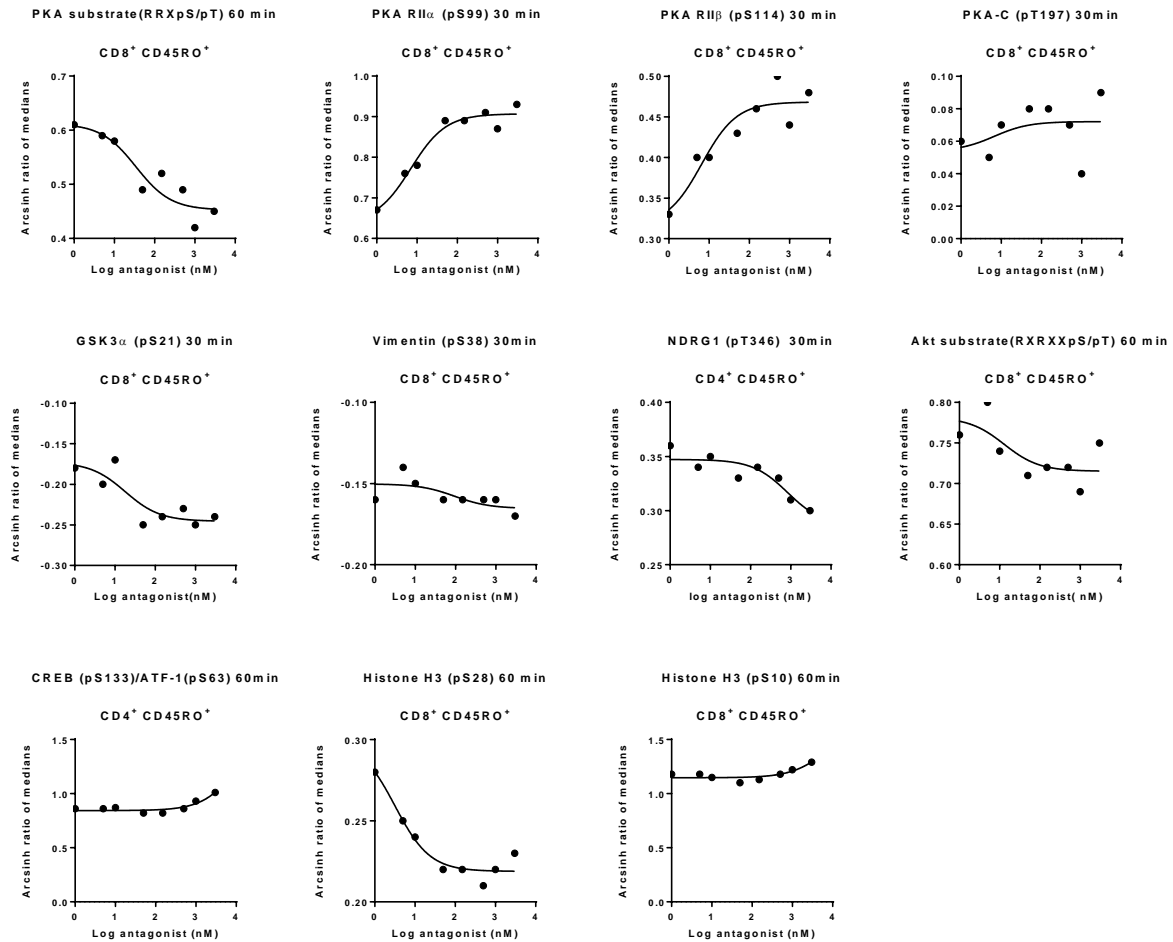 PKA substrate(RRXpS/pT) 60 min
CD8+ CD45RO+
Arcsinh ratio of medians
0.7
0.6
0.5
0.4
0 1 2 3 4
Log antagonist (nM)
PKA RIIα (pS99) 30 min
CD8+ CD45RO+
Arcsinh ratio of medians
1.0
0.9
0.8
0.7
0.6
0 1 2 3 4
Log antagonist (nM)
PKA RIIβ (pS114) 30 min
CD8+ CD45RO+
Arcsinh ratio of medians
0.50
0.45
0.40
0.35
0.30
0 1 2 3 4
Log antagonist (nM)
PKA-C (pT197) 30min
CD8+ CD45RO+
Arcsinh ratio of medians
0.10
0.08
0.06
0.04
0.02
0.00
0 1 2 3 4
Log antagonist (nM)
GSK3α (pS21) 30 min
CD8+ CD45RO+
Arcsinh ratio of medians
-0.10
-0.15
-0.20
-0.25
-0.30
0 1 2 3 4
Log antagonist(nM)
Vimentin (pS38) 30min
CD8+ CD45RO+
Arcsinh ratio of medians
-0.10
-0.15
-0.20
0 1 2 3 4
Log antagonist (nM)
NDRG1 (pT346) 30min
CD4+ CD45RO+
Arcsinh ratio of medians
0.40
0.35
0.30
0.25
0 1 2 3 4
log antagonist (nM)
Akt substrate(RXRXXpS/pT) 60 min
CD8+ CD45RO+
Arcsinh ratio of medians
0.80
0.75
0.70
0.65
0.60
0 1 2 3 4
Log antagonist( nM)
CREB (pS133)/ATF-1(pS63) 60min
CD4+ CD45RO+
Arcsinh ratio of medians
1.5
1.0
0.5
0.0
0 1 2 3 4
Log antagonist (nM)
Histone H3 (pS28) 60 min
CD8+ CD45RO+
Arcsinh ratio of medians
0.30
0.25
0.20
0 1 2 3 4
Log antagonist (nM)
Histone H3 (pS10) 60min
CD8+ CD45RO+
Arcsinh ratio of medians
1.5
1.0
0.5
0.0
0 1 2 3 4
Log antagonist (nM)